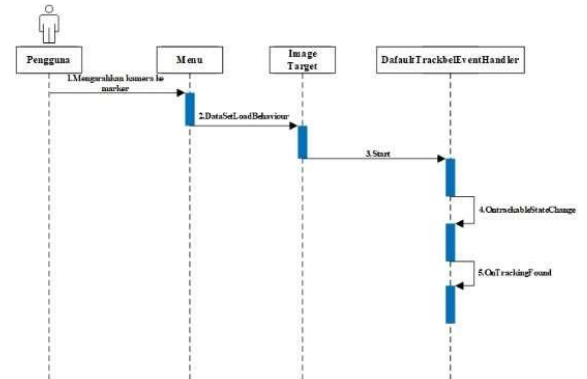 Pengguna
Menu
Image
Target
DafaultTrackbelEventHandler
1.Mengarahkan kamera ke
marker
2.DataSetLoadBehaviour
3.Start
4.OntrackableStateChange
5.OnTrackingFound